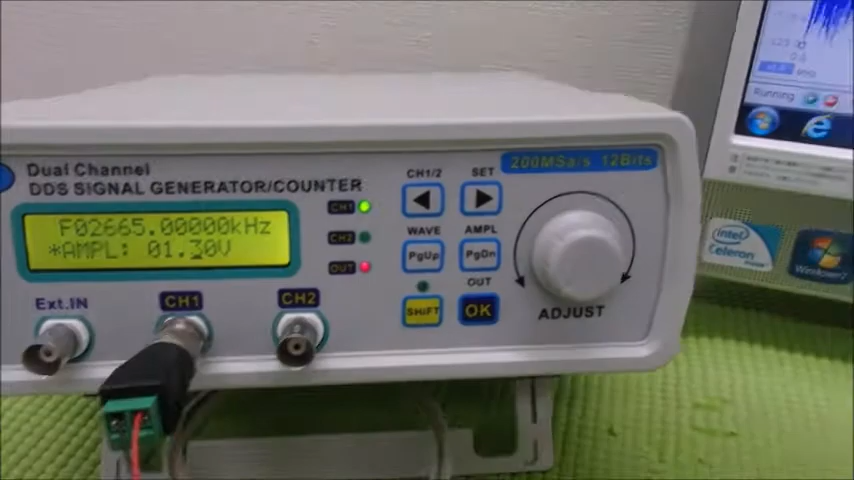 Dual Channel
DDS SIGNAL GENERATOR/COUNTER
F02665.00000kHz
*AMPL: 01.30V
Ext.IN
CH1
CH2
CH1
CH2
OUT
CH1/2
SET
WAVE
AMPL
PgUp
PgDn
OUT
SHIFT
OK
200MSa/s 12Bits
ADJUST
Running
intel
Celeron
Windows 7